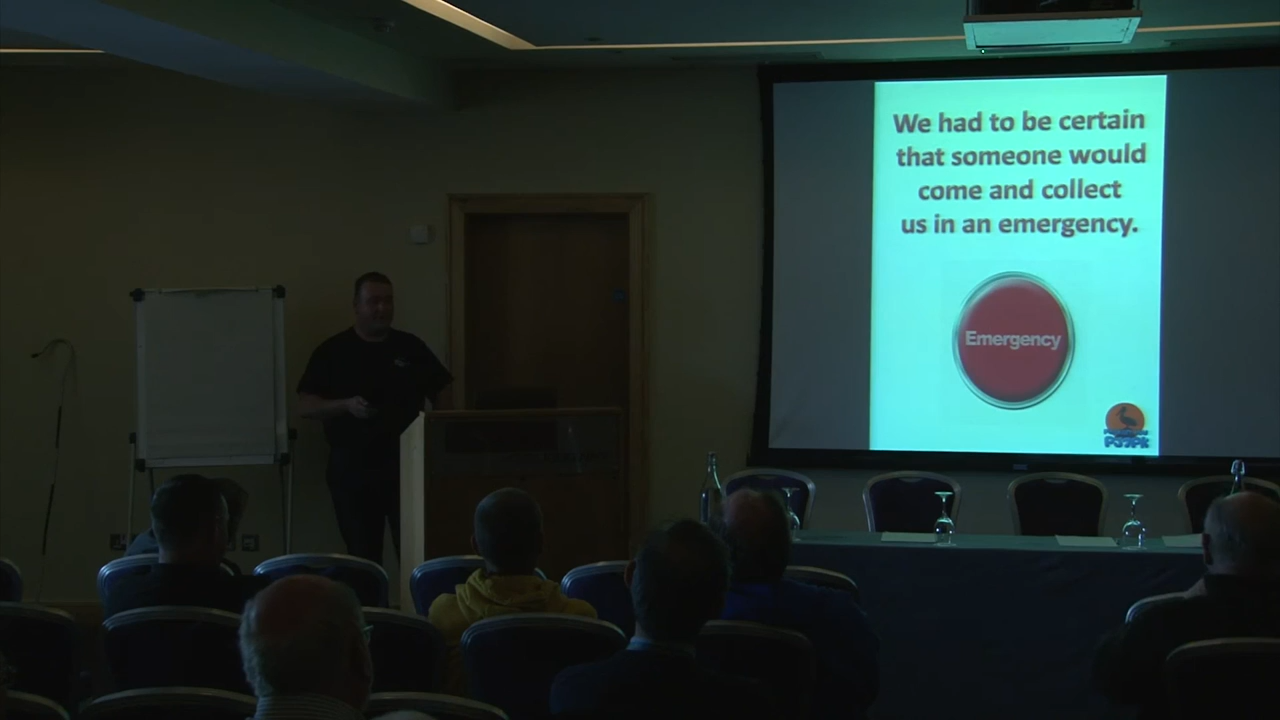 We had to be certain
that someone would
come and collect
us in an emergency.
Emergency